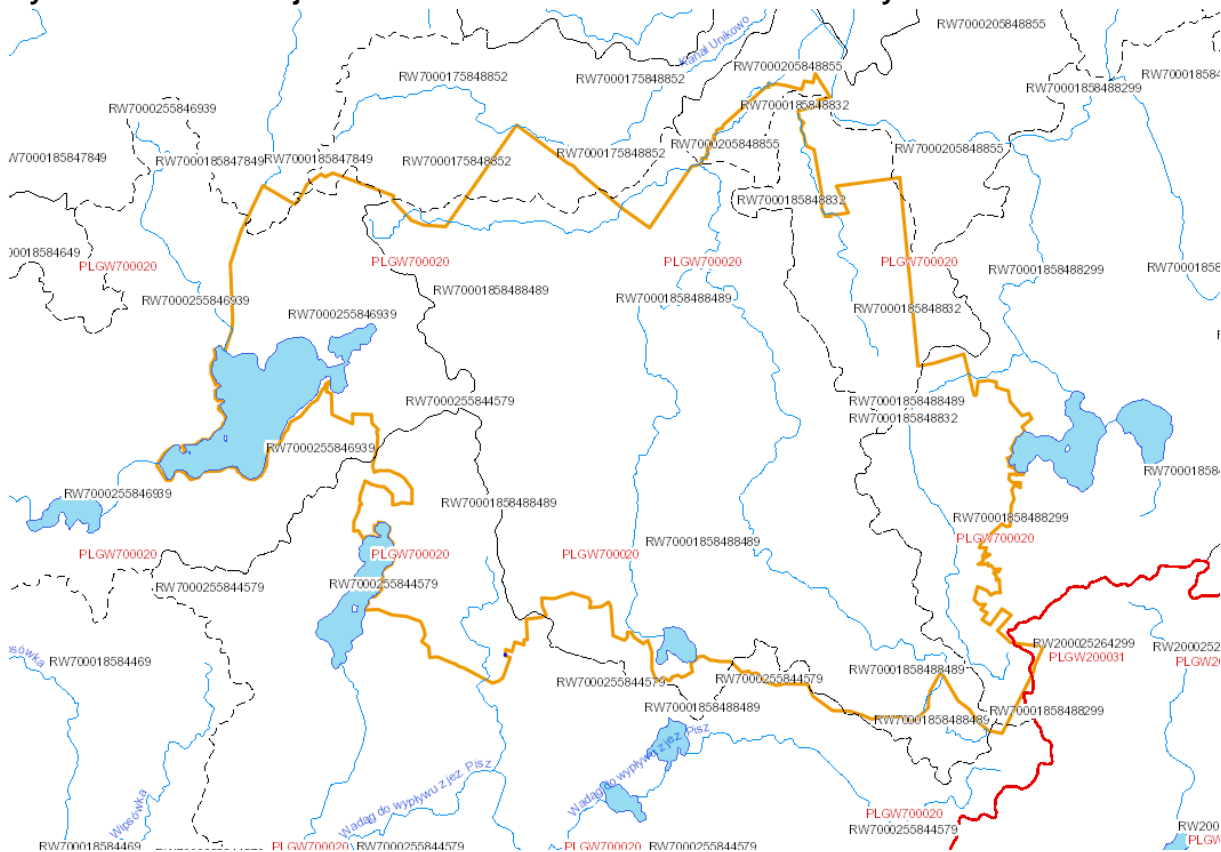 RW7000205848855
Kanał Unikowo
RW7000205848855
RW7000175848852
RW7000175848852
RW70001858488299
RW7000255846939
RW7000185848832
RW7000205848855
RW7000205848855
W7000185847849
RW7000185847849
RW7000185847849
RW7000175848852
RW7000175848852
RW7000185848832
PLGW700020
PLGW700020
PLGW700020
PLGW700020
RW70001858488299
RW7000255846939
RW70001858488489
RW70001858488489
RW7000255846939
RW7000185848832
RW7000255844579
RW70001858488489
RW7000185848832
RW7000255846939
RW7000255846939
RW70001858488489
RW70001858488299
PLGW700020
RW70001858488489
PLGW700020
PLGW700020
PLGW700020
RW7000255844579
RW7000255844579
RW200025264299
PLGW200031
RW700018584469
RW70001858488489
RW7000255844579
RW7000255844579
RW70001858488489
RW70001858488299
RW70001858488489
Wadąg do wypływu z jez. Pisz
Wadąg do wypływu z jez. Pisz
Wipsówka
PLGW700020
RW7000255844579
RW700018584469
PLGW700020
RW7000255844579
PLGW700020
RW7000255844579